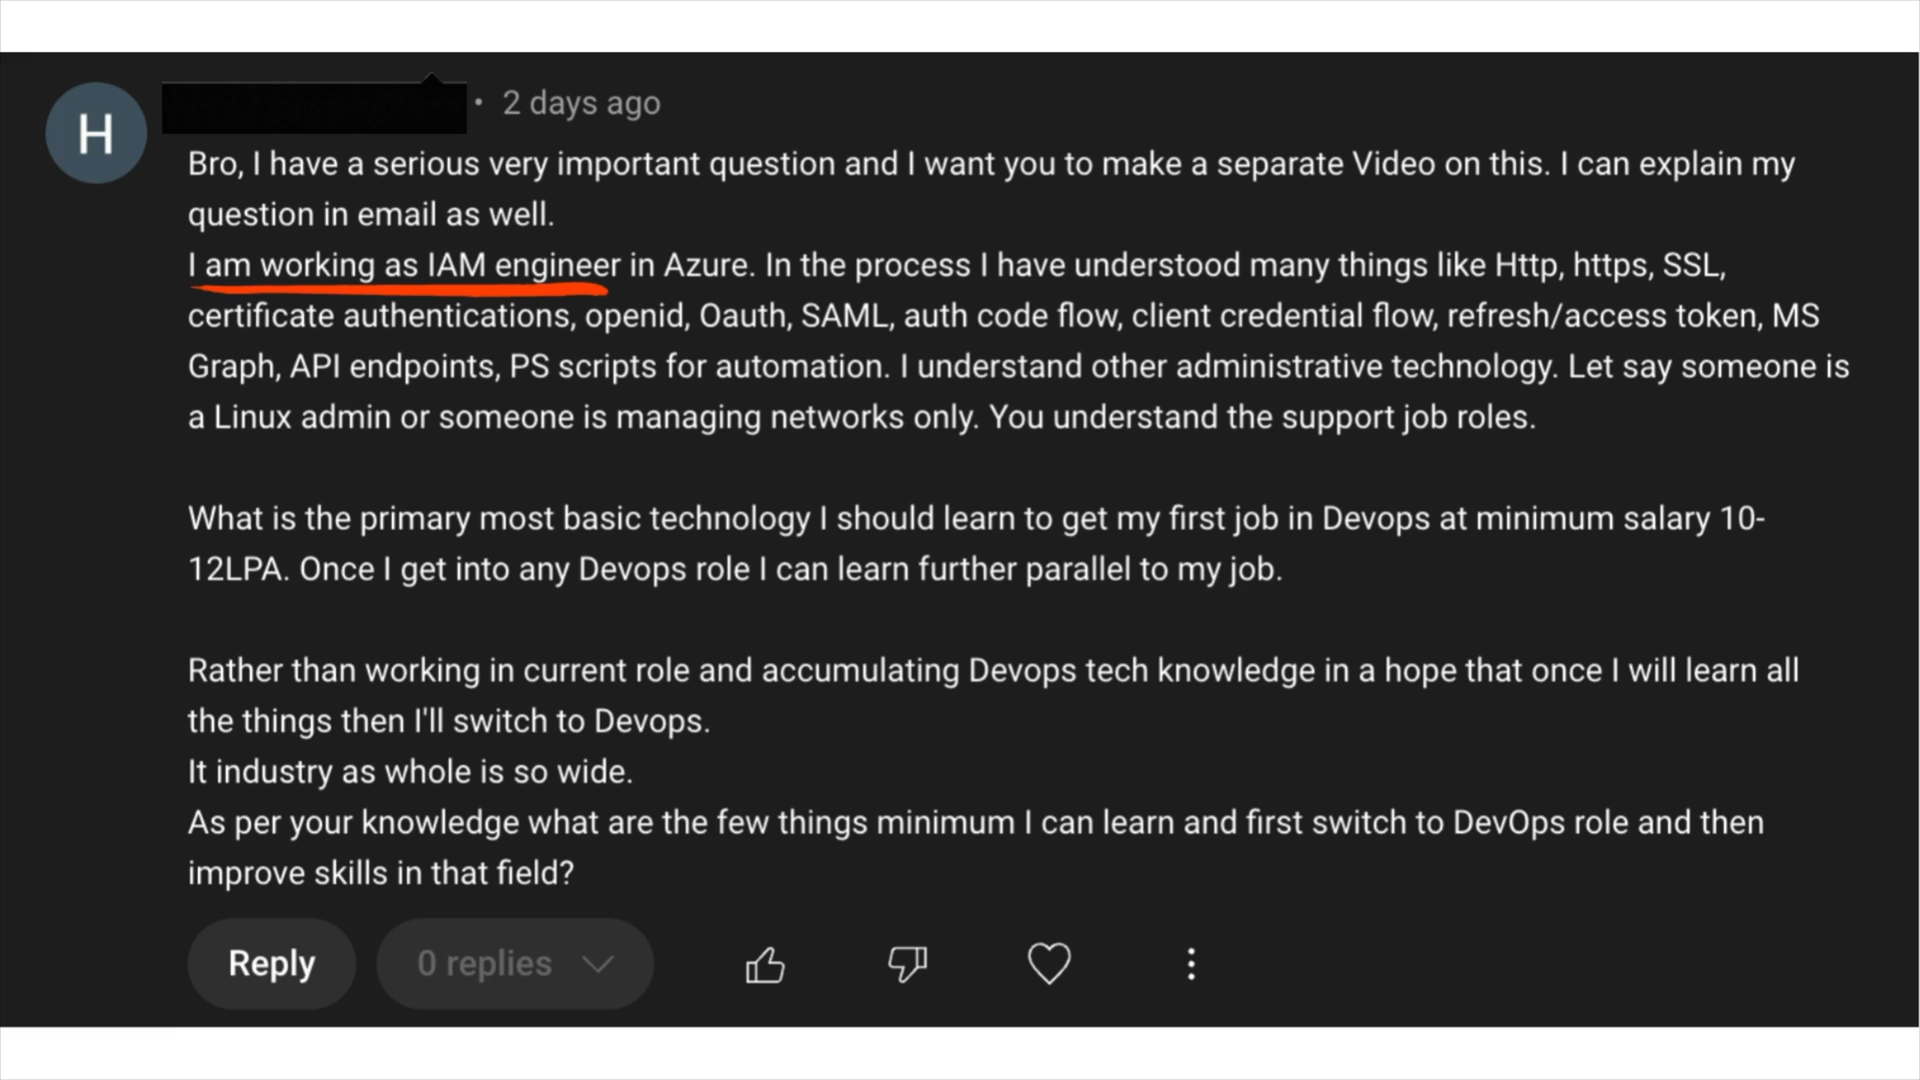 H
• 2 days ago
Bro, I have a serious very important question and I want you to make a separate Video on this. I can explain my
question in email as well.
I am working as IAM engineer in Azure. In the process I have understood many things like Http, https, SSL,
certificate authentications, openid, Oauth, SAML, auth code flow, client credential flow, refresh/access token, MS
Graph, API endpoints, PS scripts for automation. I understand other administrative technology. Let say someone is
a Linux admin or someone is managing networks only. You understand the support job roles.
What is the primary most basic technology I should learn to get my first job in Devops at minimum salary 10-
12LPA. Once I get into any Devops role I can learn further parallel to my job.
Rather than working in current role and accumulating Devops tech knowledge in a hope that once I will learn all
the things then I'll switch to Devops.
It industry as whole is so wide.
As per your knowledge what are the few things minimum I can learn and first switch to DevOps role and then
improve skills in that field?
Reply
0 replies